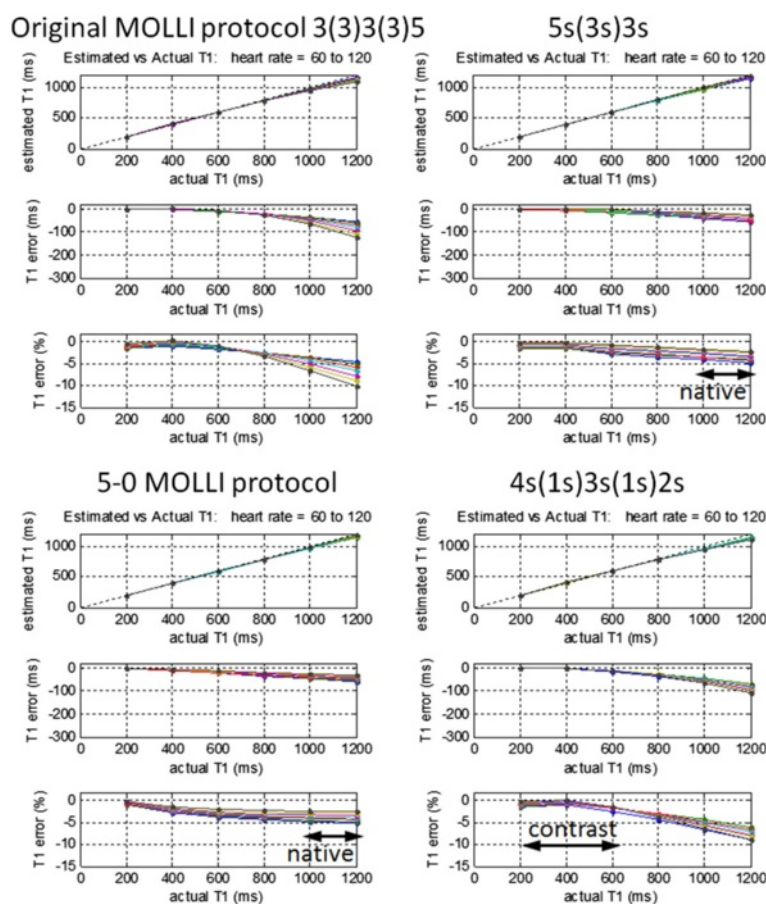 Original MOLLI protocol 3(3)3(3)5
Estimated vs Actual T1: heart rate = 60 to 120
estimated T1 (ms)
1000
500
0
0 200 400 600 800 1000 1200
actual T1 (ms)
T1 error (ms)
0
-100
-200
-300
0 200 400 600 800 1000 1200
actual T1 (ms)
T1 error (%)
0
-5
-10
-15
0 200 400 600 800 1000 1200
actual T1 (ms)
5s(3s)3s
Estimated vs Actual T1: heart rate = 60 to 120
estimated T1 (ms)
1000
500
0
0 200 400 600 800 1000 1200
actual T1 (ms)
T1 error (ms)
0
-100
-200
-300
0 200 400 600 800 1000 1200
actual T1 (ms)
T1 error (%)
0
-5
-10
-15
native
0 200 400 600 800 1000 1200
actual T1 (ms)
5-0 MOLLI protocol
Estimated vs Actual T1: heart rate = 60 to 120
estimated T1 (ms)
1000
500
0
0 200 400 600 800 1000 1200
actual T1 (ms)
T1 error (ms)
0
-100
-200
-300
0 200 400 600 800 1000 1200
actual T1 (ms)
T1 error (%)
0
-5
-10
-15
native
0 200 400 600 800 1000 1200
actual T1 (ms)
4s(1s)3s(1s)2s
Estimated vs Actual T1: heart rate = 60 to 120
estimated T1 (ms)
1000
500
0
0 200 400 600 800 1000 1200
actual T1 (ms)
T1 error (ms)
0
-100
-200
-300
0 200 400 600 800 1000 1200
actual T1 (ms)
T1 error (%)
0
-5
-10
-15
contrast
0 200 400 600 800 1000 1200
actual T1 (ms)